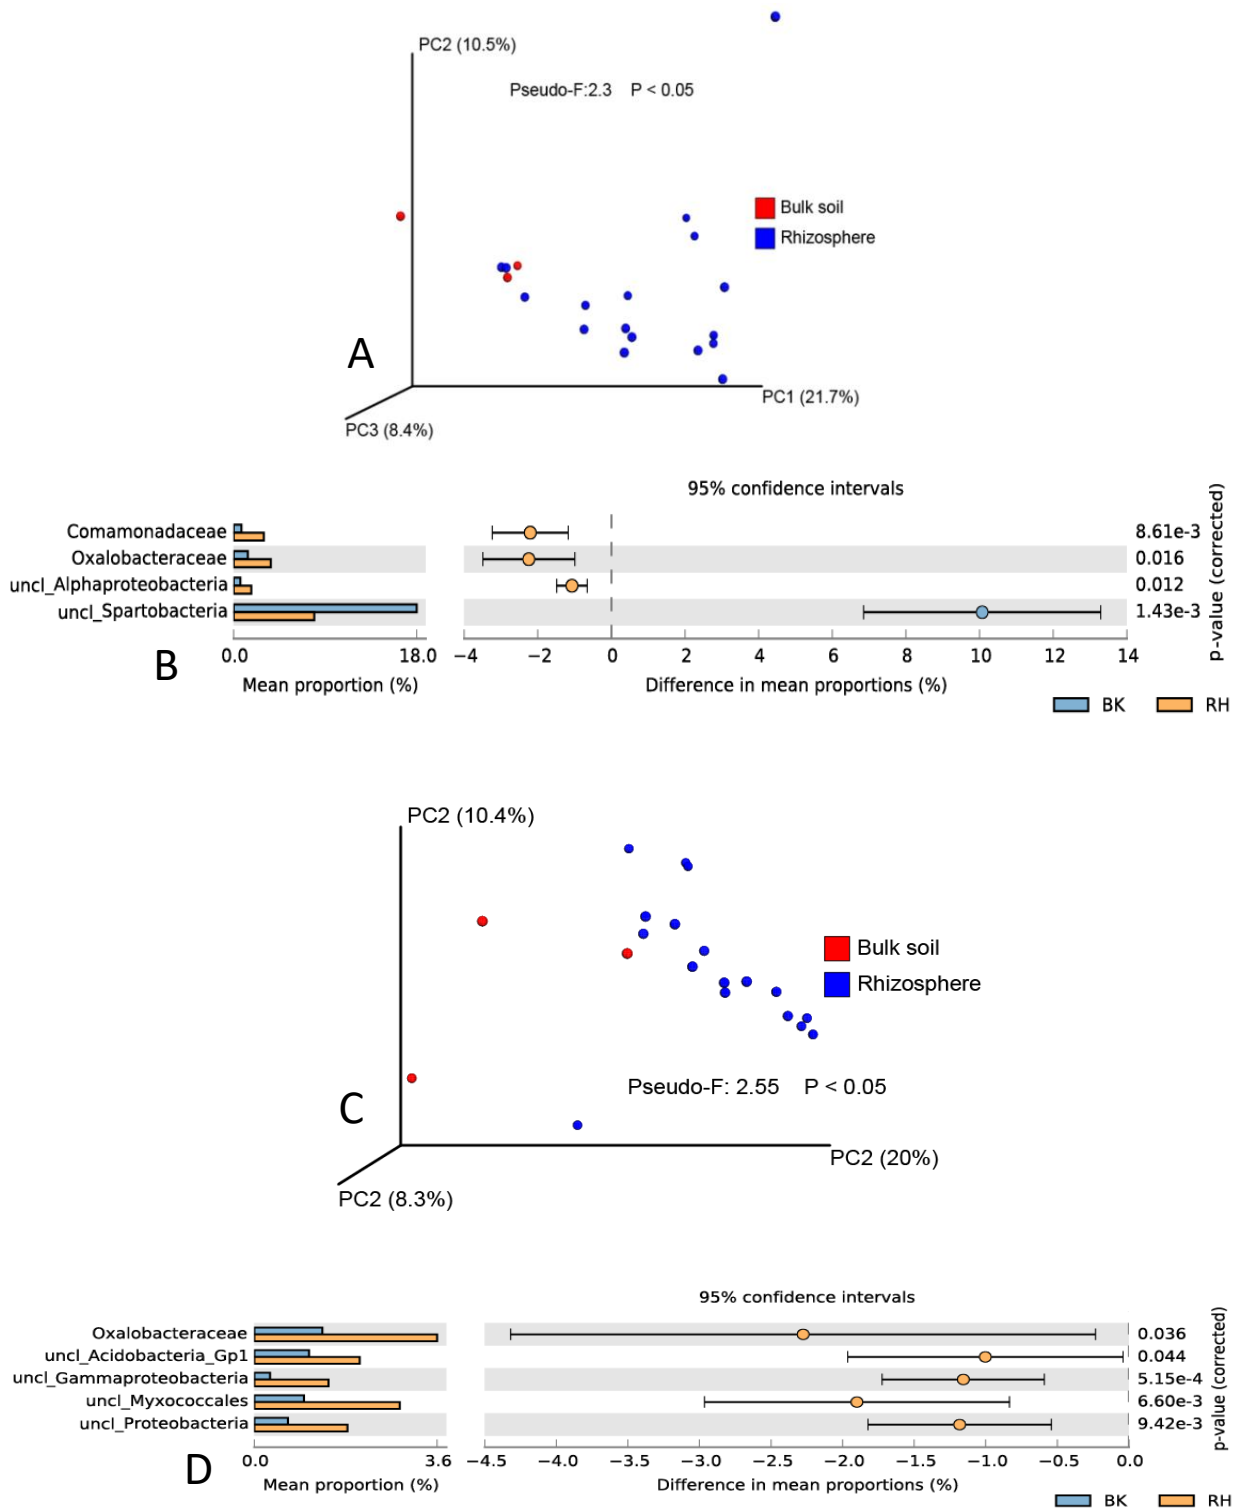 PC2 (10.5%)
Pseudo-F:2.3 P < 0.05
Bulk soil
Rhizosphere
A
PC1 (21.7%)
PC3 (8.4%)
95% confidence intervals
Comamonadaceae 8.61e-3
Oxalobacteraceae 0.016
uncl_Alphaproteobacteria 0.012
uncl_Spartobacteria 1.43e-3
p-value (corrected)
0.0 18.0 −4 −2 0 2 4 6 8 10 12 14
B
Mean proportion (%) Difference in mean proportions (%)
BK RH
PC2 (10.4%)
Bulk soil
Rhizosphere
Pseudo-F: 2.55 P < 0.05
C
PC2 (20%)
PC2 (8.3%)
95% confidence intervals
Oxalobacteraceae 0.036
uncl_Acidobacteria_Gp1 0.044
uncl_Gammaproteobacteria 5.15e-4
uncl_Myxococcales 6.60e-3
uncl_Proteobacteria 9.42e-3
p-value (corrected)
0.0 3.6 −4.5 −4.0 −3.5 −3.0 −2.5 −2.0 −1.5 −1.0 −0.5 0.0
D
Mean proportion (%) Difference in mean proportions (%)
BK RH